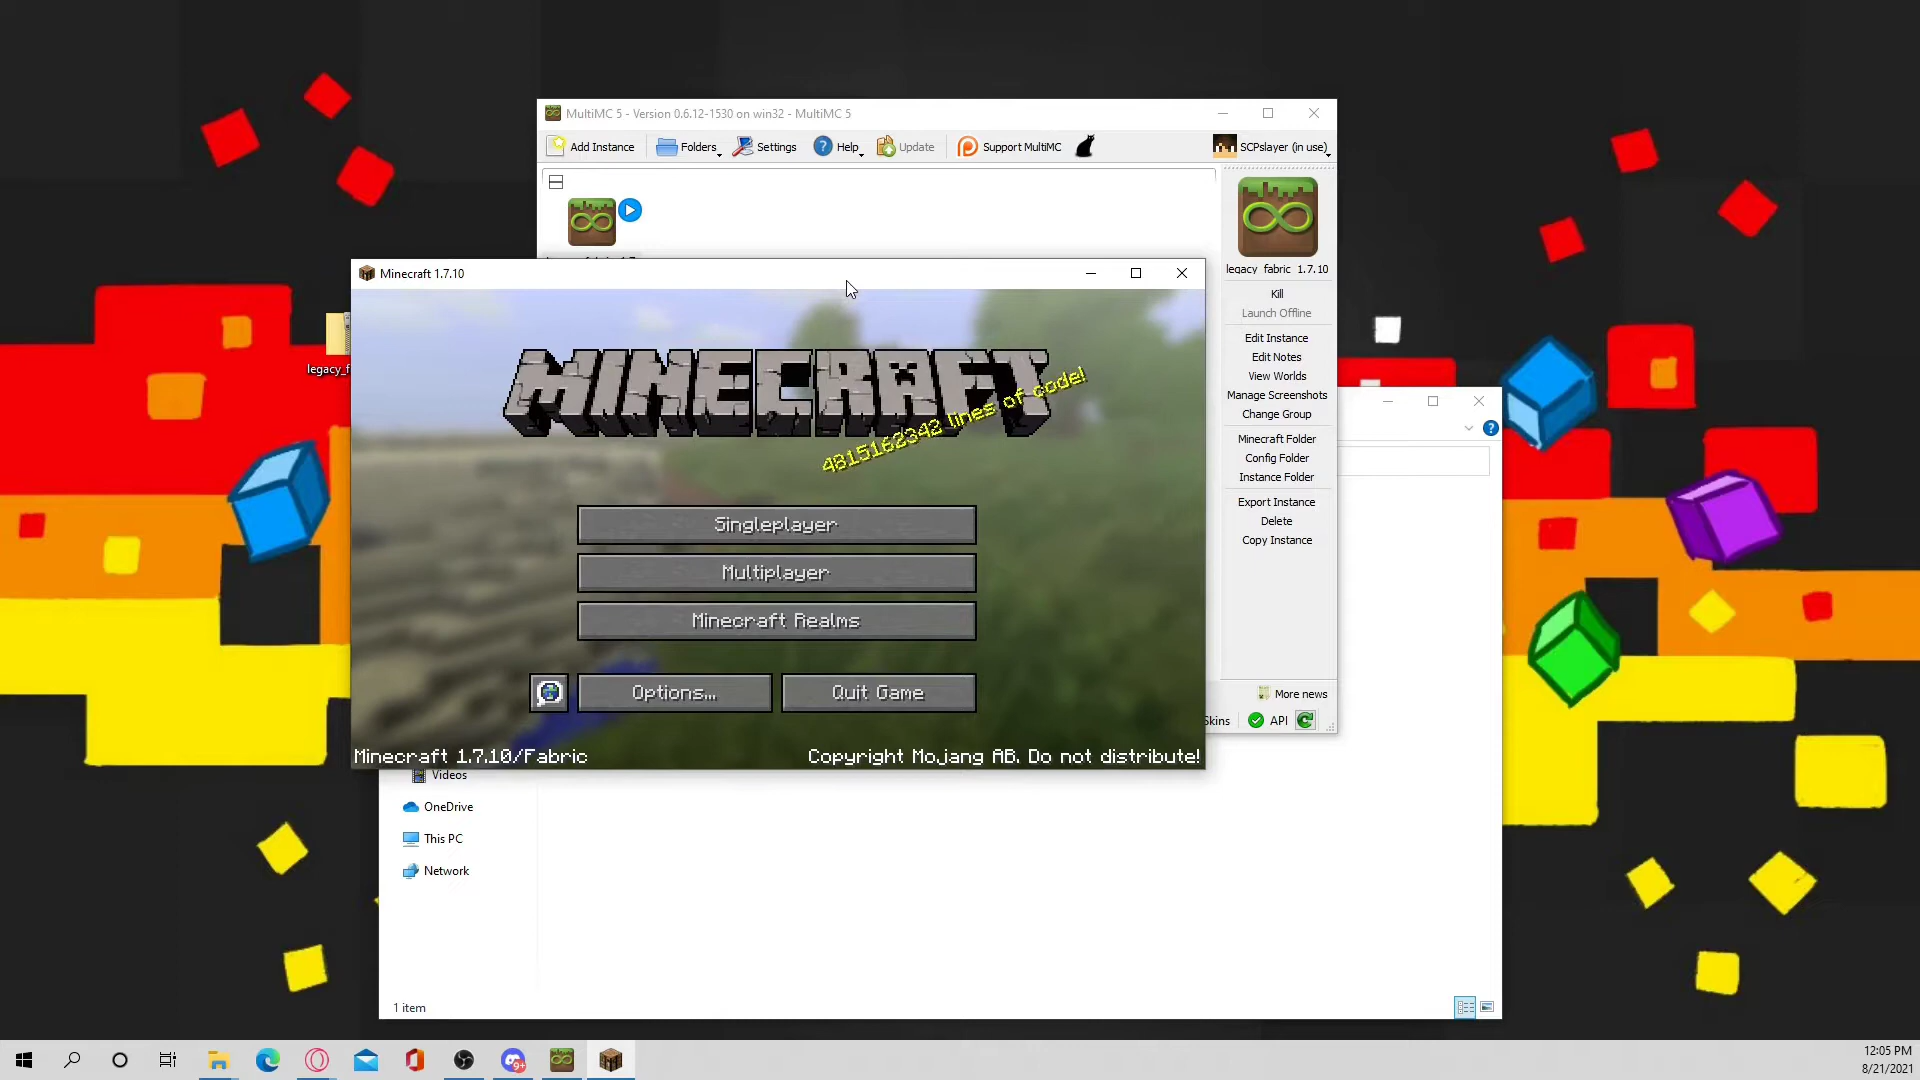 MultiMC 5 - Version 0.6.12-1530 on win32 - MultiMC 5
Add Instance
Folders
Settings
Help
Update
Support MultiMC
SCPslayer (in use)
legacy_fabric_1.7.10
Kill
Launch Offline
Edit Instance
Edit Notes
View Worlds
Manage Screenshots
Change Group
Minecraft Folder
Config Folder
Instance Folder
Export Instance
Delete
Copy Instance
More news
Skins
API
Minecraft 1.7.10
MINECRAFT
4815162342 lines of code!
Singleplayer
Multiplayer
Minecraft Realms
Options...
Quit Game
Minecraft 1.7.10/Fabric
Copyright Mojang AB. Do not distribute!
legacy_f
Videos
OneDrive
This PC
Network
1 item
9+
12:05 PM
8/21/2021